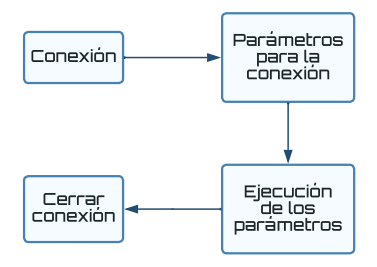 Conexión
Parámetros
para la
conexión
Ejecución
de los
parámetros
Cerrar
conexión